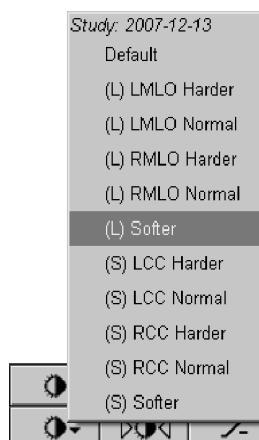 Study: 2007-12-13
Default
(L) LMLO Harder
(L) LMLO Normal
(L) RMLO Harder
(L) RMLO Normal
(L) Softer
(S) LCC Harder
(S) LCC Normal
(S) RCC Harder
(S) RCC Normal
(S) Softer